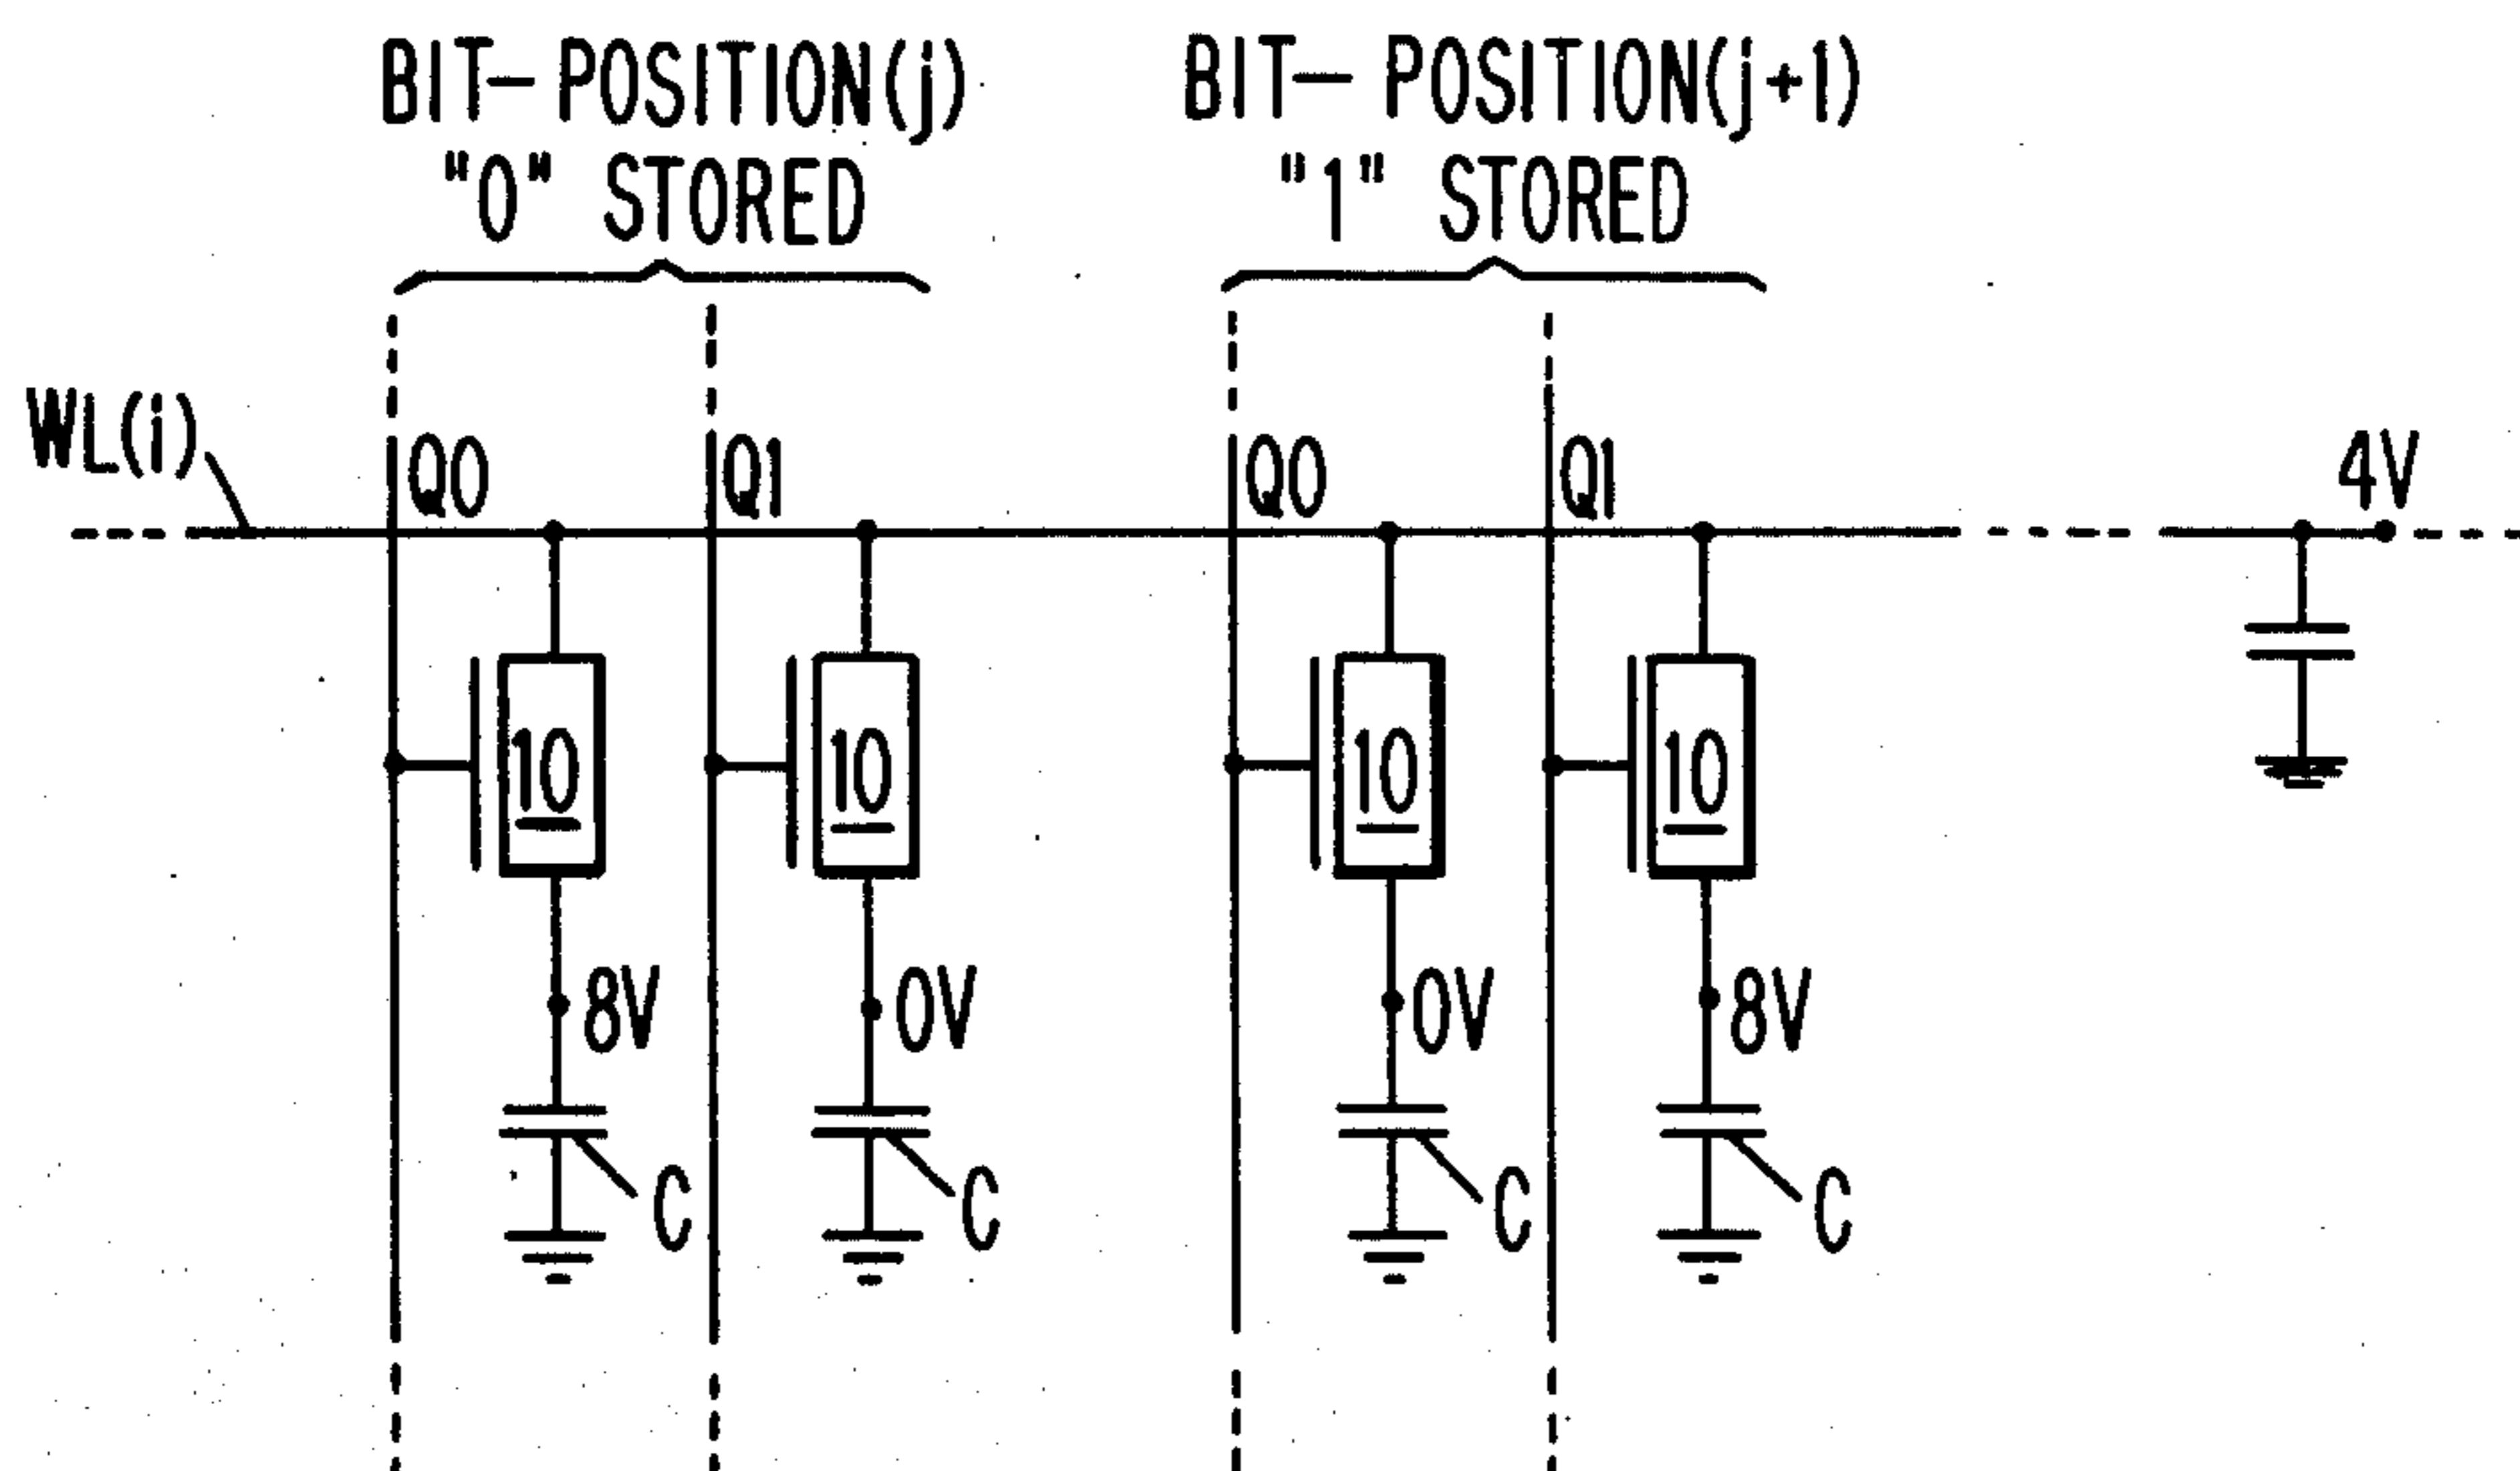 BIT-POSITION(j) BIT-POSITION(j+1)
"0" STORED "1" STORED
WL(i) Q0 Q1 Q0 Q1 4V
10 10 10 10
8V 0V 0V 8V
C C C C